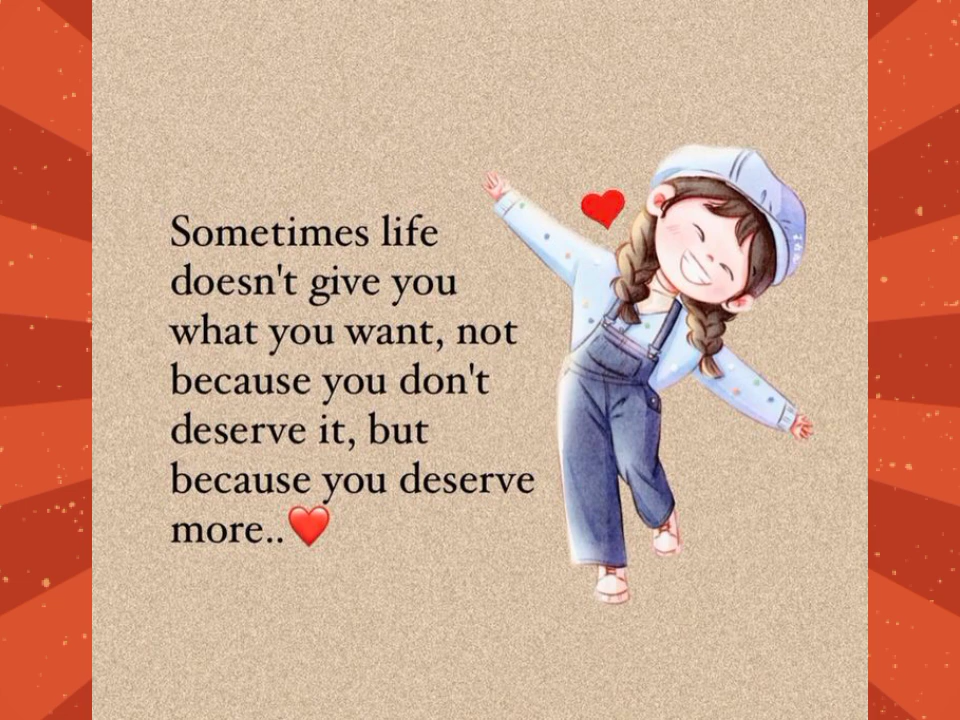 Sometimes life
doesn't give you
what you want, not
because you don't
deserve it, but
because you deserve
more..❤️